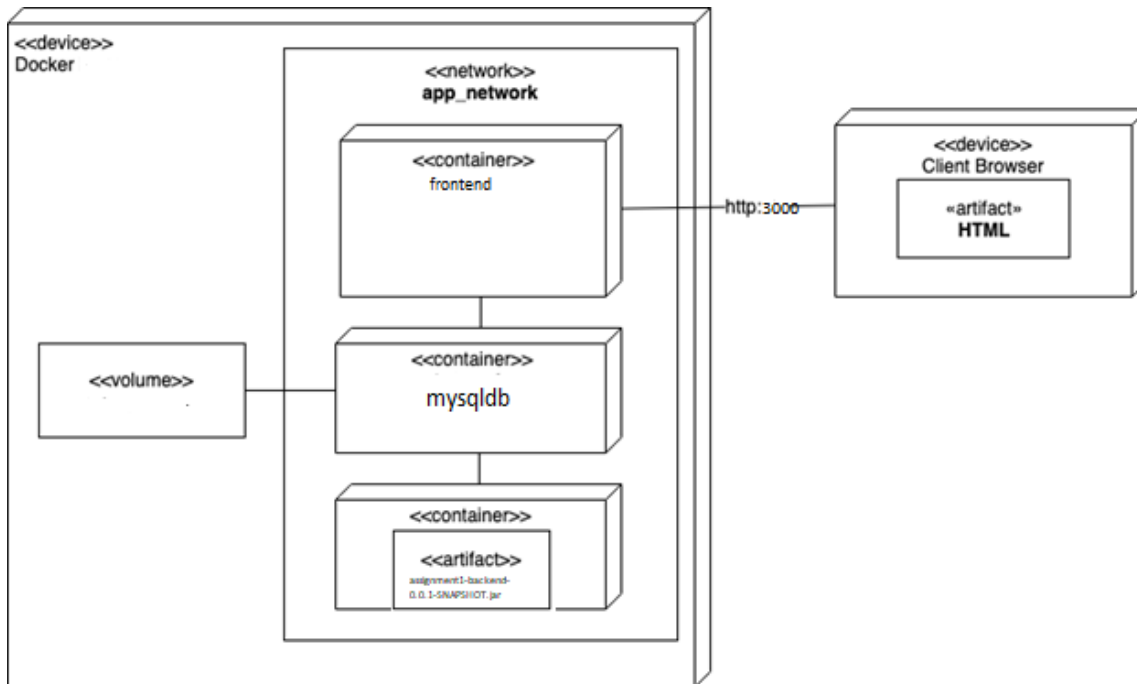 <<device>>
Docker
<<network>>
app_network
<<container>>
frontend
http:3000
<<device>>
Client Browser
«artifact»
HTML
<<volume>>
<<container>>
mysqldb
<<container>>
<<artifact>>
assignment1-backend-
0.0.1-SNAPSHOT.jar